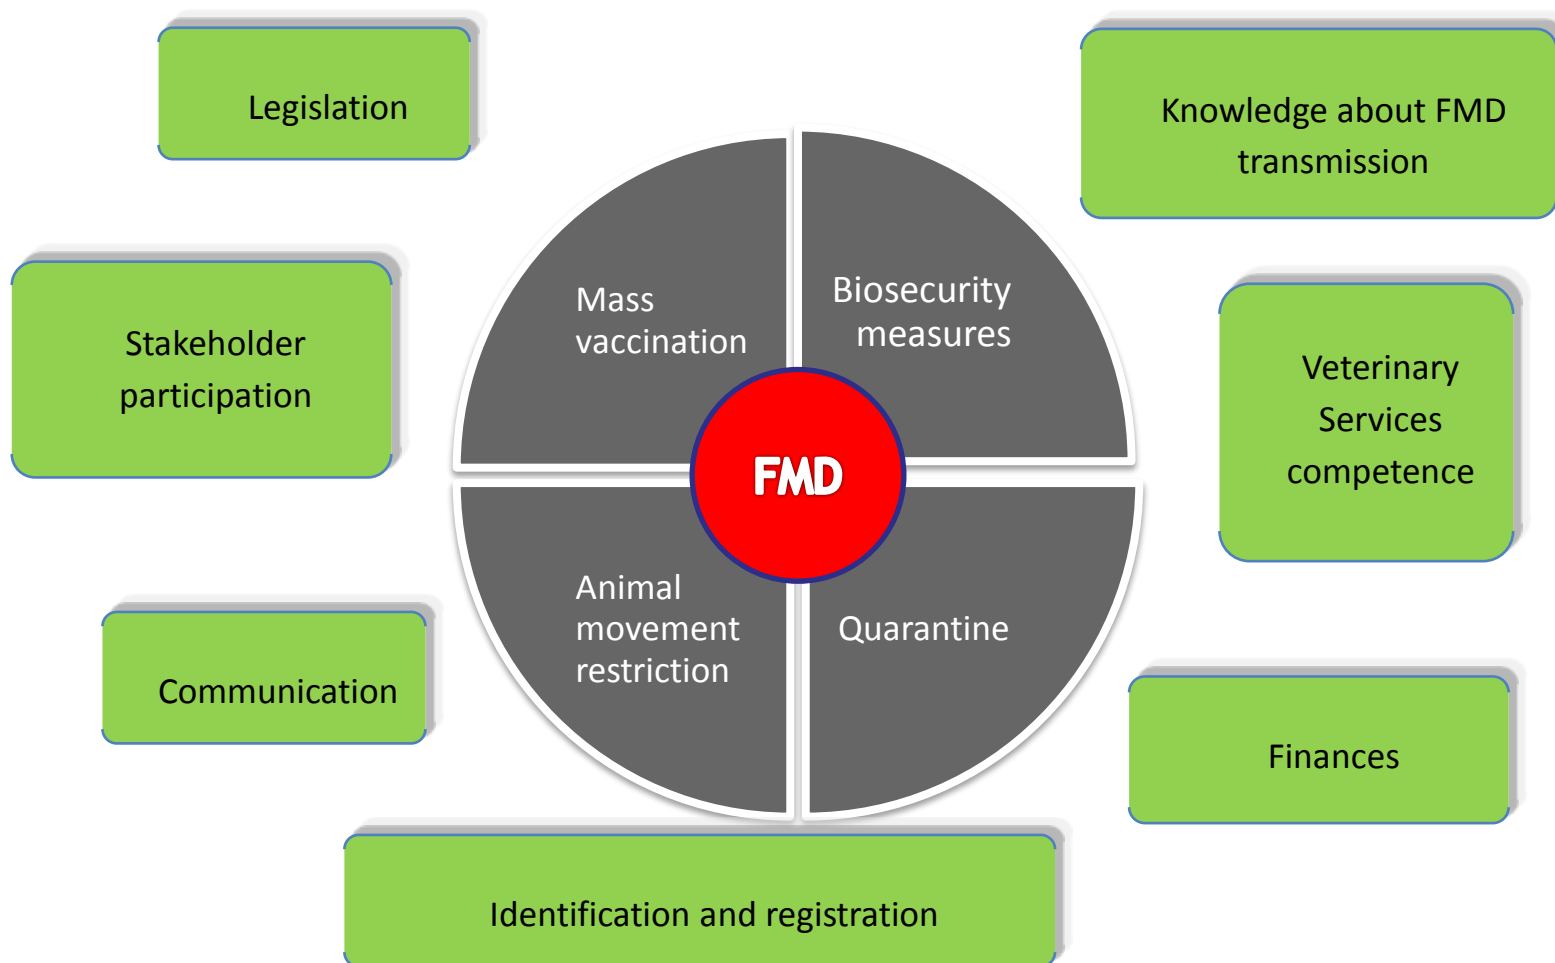 Legislation
Knowledge about FMD
transmission
Stakeholder
participation
Mass
vaccination
Biosecurity
measures
Veterinary
Services
competence
FMD
Animal
movement
restriction
Quarantine
Communication
Finances
Identification and registration